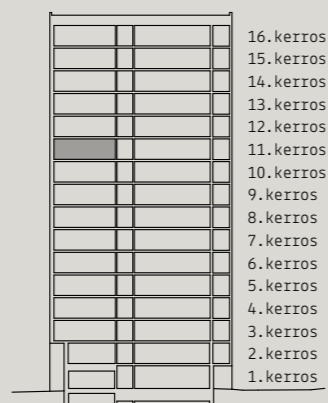 16.kerros
15.kerros
14.kerros
13.kerros
12.kerros
11.kerros
10.kerros
9.kerros
8.kerros
7.kerros
6.kerros
5.kerros
4.kerros
3.kerros
2.kerros
1.kerros